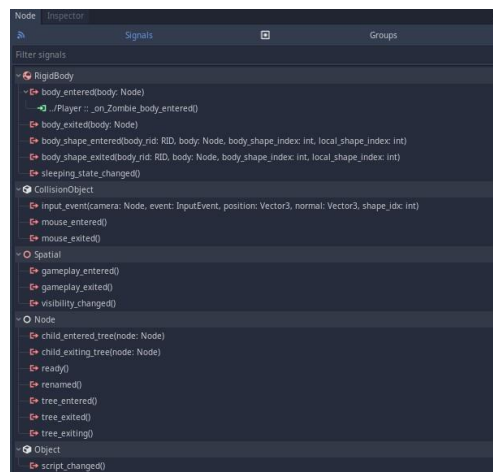 Node Inspector
Signals Groups
Filter signals
RigidBody
body_entered(body: Node)
../Player :: _on_Zombie_body_entered()
body_exited(body: Node)
body_shape_entered(body_rid: RID, body: Node, body_shape_index: int, local_shape_index: int)
body_shape_exited(body_rid: RID, body: Node, body_shape_index: int, local_shape_index: int)
sleeping_state_changed()
CollisionObject
input_event(camera: Node, event: InputEvent, position: Vector3, normal: Vector3, shape_idx: int)
mouse_entered()
mouse_exited()
Spatial
gameplay_entered()
gameplay_exited()
visibility_changed()
Node
child_entered_tree(node: Node)
child_exiting_tree(node: Node)
ready()
renamed()
tree_entered()
tree_exited()
tree_exiting()
Object
script_changed()